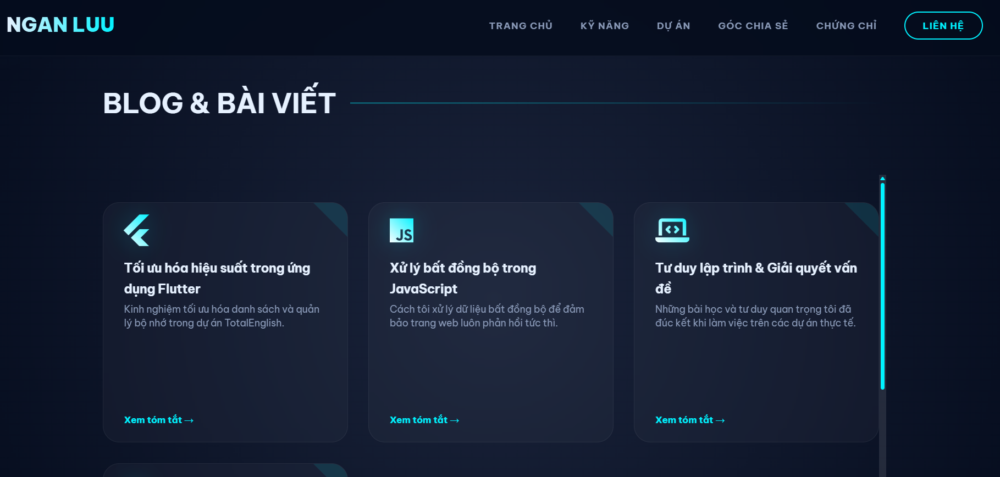 NGAN LUU
TRANG CHỦ
KỸ NĂNG
DỰ ÁN
GÓC CHIA SẺ
CHỨNG CHỈ
LIÊN HỆ
BLOG & BÀI VIẾT
Tối ưu hóa hiệu suất trong ứng
dụng Flutter
Kinh nghiệm tối ưu hóa danh sách và quản
lý bộ nhớ trong dự án TotalEnglish.
Xem tóm tắt →
JS
Xử lý bất đồng bộ trong
JavaScript
Cách tôi xử lý dữ liệu bất đồng bộ để đảm
bảo trang web luôn phản hồi tức thì.
Xem tóm tắt →
Tư duy lập trình & Giải quyết vấn
đề
Những bài học và tư duy quan trọng tôi đã
đúc kết khi làm việc trên các dự án thực tế.
Xem tóm tắt →